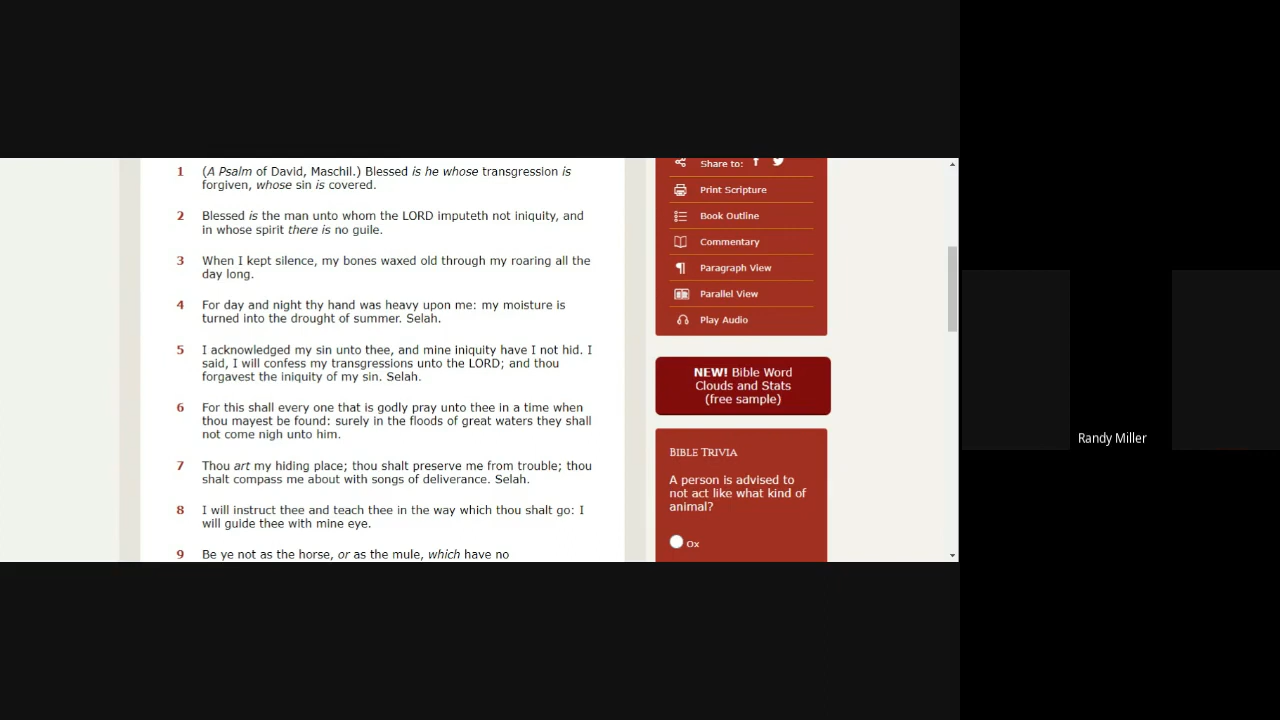 1 (A Psalm of David, Maschil.) Blessed is he whose transgression is
forgiven, whose sin is covered.
2 Blessed is the man unto whom the LORD imputeth not iniquity, and
in whose spirit there is no guile.
3 When I kept silence, my bones waxed old through my roaring all the
day long.
4 For day and night thy hand was heavy upon me: my moisture is
turned into the drought of summer. Selah.
5 I acknowledged my sin unto thee, and mine iniquity have I not hid. I
said, I will confess my transgressions unto the LORD; and thou
forgavest the iniquity of my sin. Selah.
6 For this shall every one that is godly pray unto thee in a time when
thou mayest be found: surely in the floods of great waters they shall
not come nigh unto him.
7 Thou art my hiding place; thou shalt preserve me from trouble; thou
shalt compass me about with songs of deliverance. Selah.
8 I will instruct thee and teach thee in the way which thou shalt go: I
will guide thee with mine eye.
9 Be ye not as the horse, or as the mule, which have no
Share to:
Print Scripture
Book Outline
Commentary
Paragraph View
Parallel View
Play Audio
NEW! Bible Word
Clouds and Stats
(free sample)
BIBLE TRIVIA
A person is advised to
not act like what kind of
animal?
Ox
Randy Miller